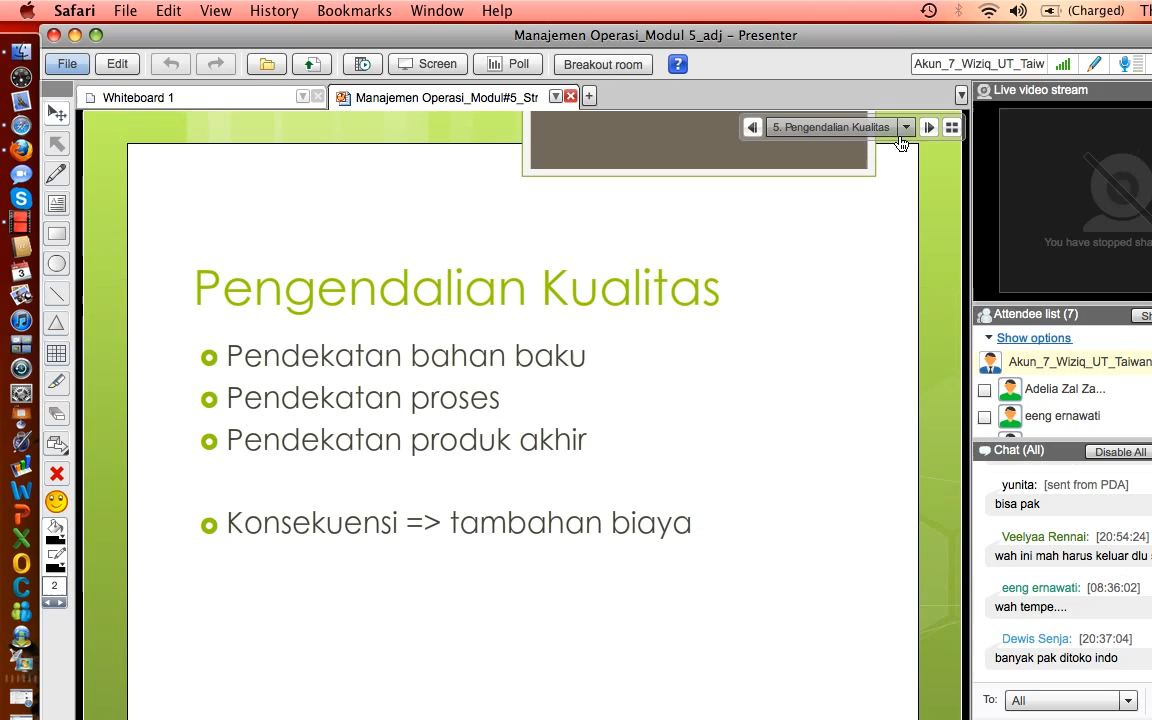 Safari File Edit View History Bookmarks Window Help (Charged)
Manajemen Operasi_Modul 5_adj – Presenter
File Edit Screen Poll Breakout room ? Akun_7_Wiziq_UT_Taiw
Whiteboard 1 Manajemen Operasi_Modul#5_Str
Live video stream
5. Pengendalian Kualitas
You have stopped sha
Pengendalian Kualitas
Pendekatan bahan baku
Pendekatan proses
Pendekatan produk akhir
Konsekuensi => tambahan biaya
2
Attendee list (7)
Show options
Akun_7_Wiziq_UT_Taiwan
Adelia Zal Za...
eeng ernawati
Chat (All) Disable All
yunita: [sent from PDA]
bisa pak
Veelyaa Rennai: [20:54:24]
wah ini mah harus keluar dlu
eeng ernawati: [08:36:02]
wah tempe....
Dewis Senja: [20:37:04]
banyak pak ditoko indo
To: All